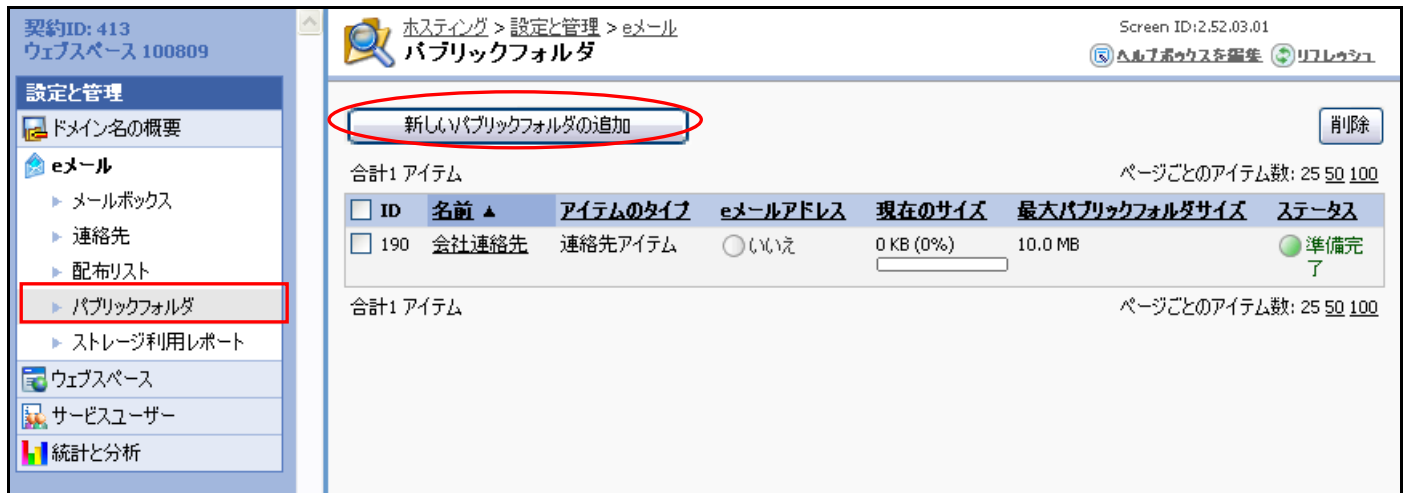 契約ID: 413
ウェブスペース 100809
設定と管理
ドメイン名の概要
eメール
メールボックス
連絡先
配布リスト
パブリックフォルダ
ストレージ利用レポート
ウェブスペース
サービスユーザー
統計と分析
ホスティング > 設定と管理 > eメール
パブリックフォルダ
Screen ID:2.52.03.01
ヘルプボックスを編集 リフレッシュ
新しいパブリックフォルダの追加 削除
合計1 アイテム ページごとのアイテム数: 25 50 100
ID 名前 ▲ アイテムのタイプ eメールアドレス 現在のサイズ 最大パブリックフォルダサイズ ステータス
190 会社連絡先 連絡先アイテム いいえ 0 KB (0%) 10.0 MB 準備完
了
合計1 アイテム ページごとのアイテム数: 25 50 100